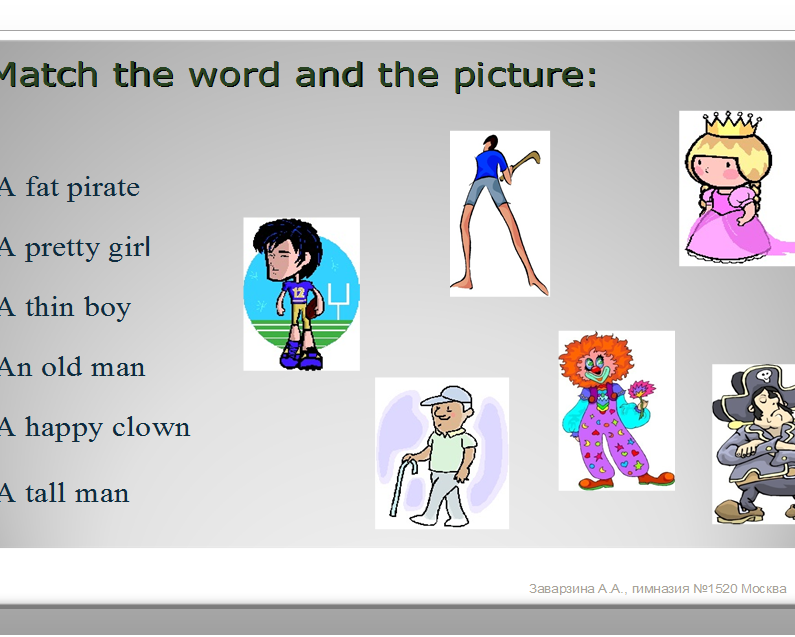 Match the word and the picture:
A fat pirate
A pretty girl
A thin boy
An old man
A happy clown
A tall man
12
Заварзина А.А., гимназия №1520 Москва